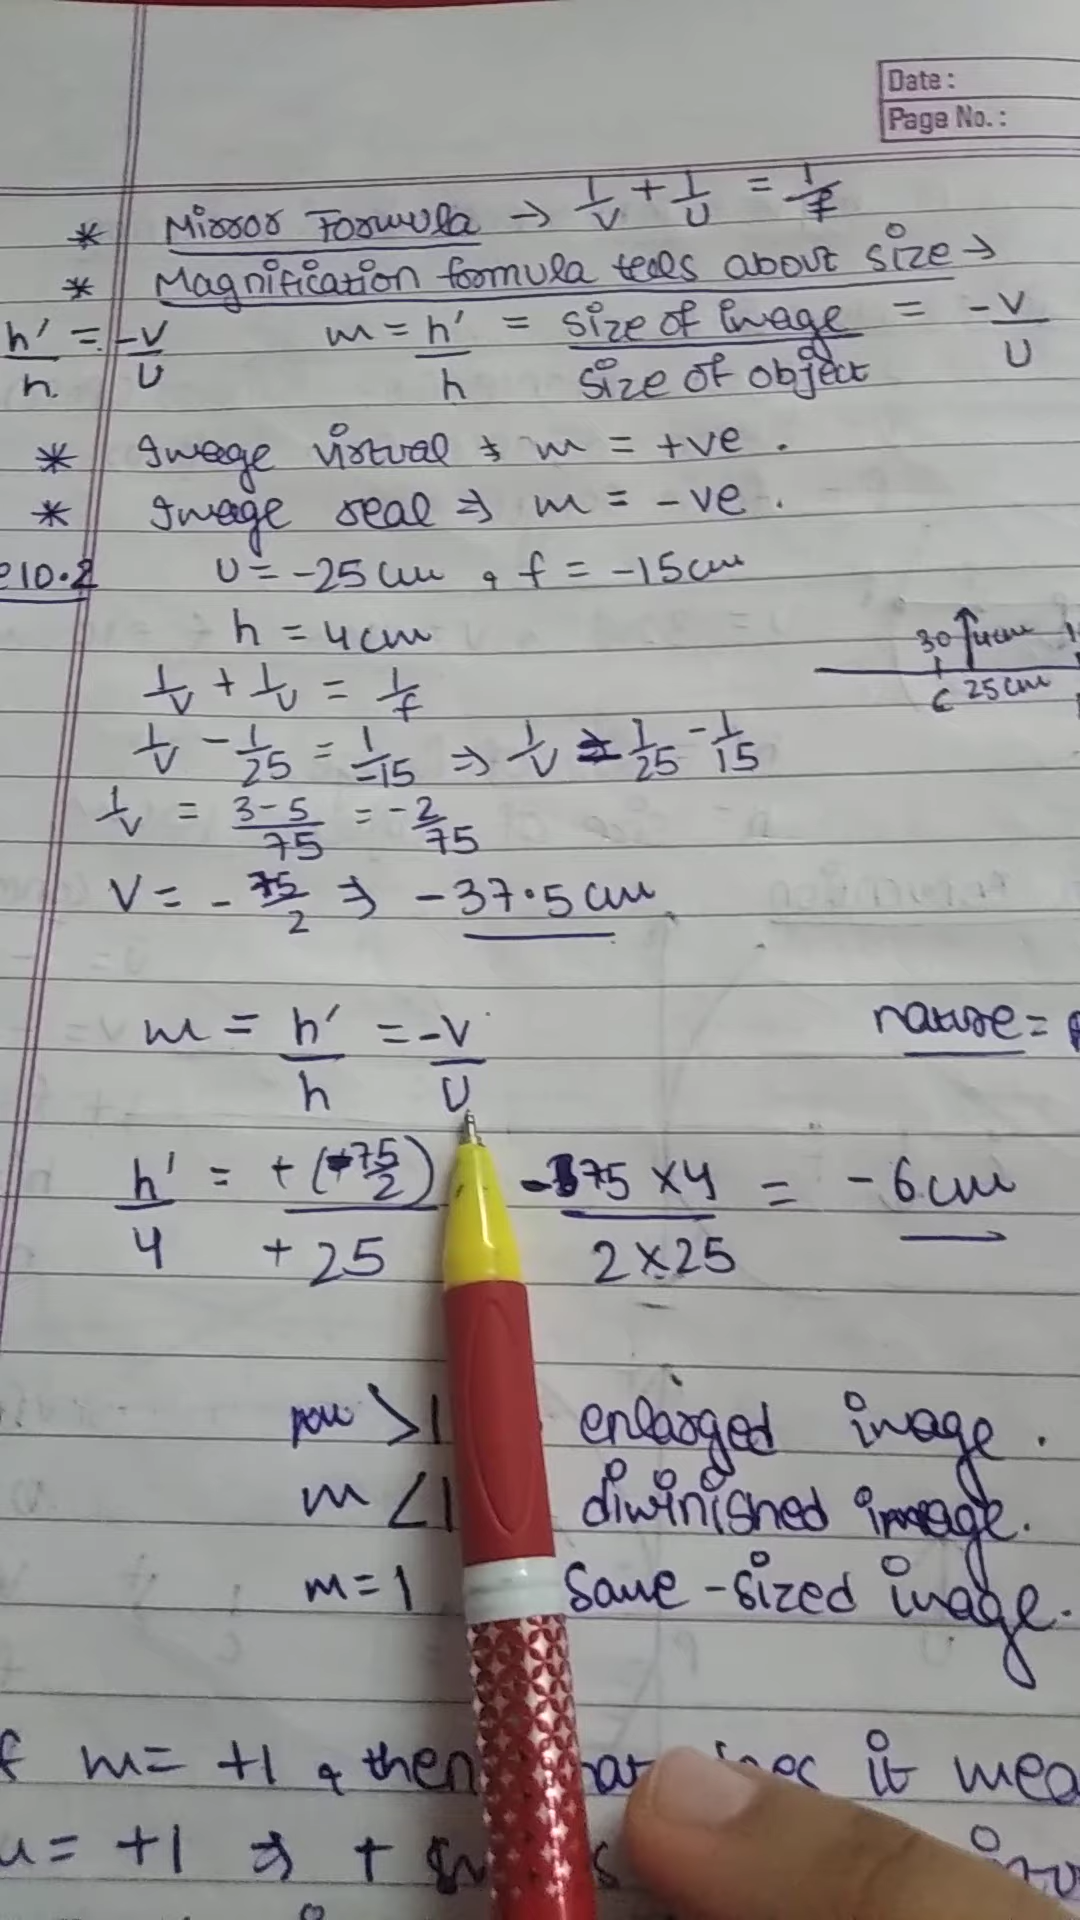 Date :
Page No. :
* Mirror Formula → 1/v + 1/u = 1/f
* Magnification formula tells about size →
h'/h = -v/u m = h'/h = size of image / size of object = -v/u
* Image virtual → m = +ve .
* Image real ⇒ m = -ve .
e 10.2 u = -25 cm , f = -15 cm
h = 4 cm
30 4 cm
C 25 cm
1/v + 1/u = 1/f
1/v - 1/25 = 1/-15 ⇒ 1/v = 1/25 - 1/15
1/v = 3-5/75 = -2/75
v = - 75/2 ⇒ -37.5 cm
m = h'/h = -v/u nature =
h'/4 = +(-75/2)/+25 -75 x 4 / 2 x 25 = -6 cm
>1 enlarged image .
m <1 diminished image .
m = 1 Same-sized image .
f m = +1 , then it mea
= +1 ⇒ +